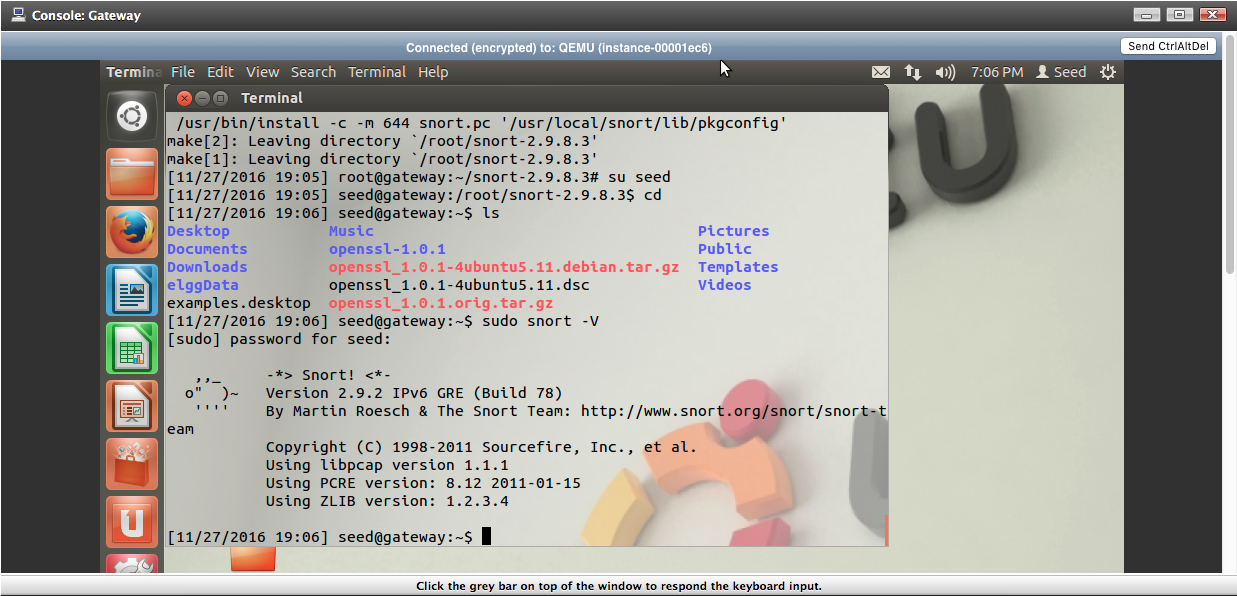 Console: Gateway
Connected (encrypted) to: QEMU (instance-00001ec6)
Send CtrlAltDel
Termina File Edit View Search Terminal Help 7:06 PM Seed
Terminal
/usr/bin/install -c -m 644 snort.pc '/usr/local/snort/lib/pkgconfig'
make[2]: Leaving directory `/root/snort-2.9.8.3'
make[1]: Leaving directory `/root/snort-2.9.8.3'
[11/27/2016 19:05] root@gateway:~/snort-2.9.8.3# su seed
[11/27/2016 19:05] seed@gateway:/root/snort-2.9.8.3$ cd
[11/27/2016 19:06] seed@gateway:~$ ls
Desktop Music Pictures
Documents openssl-1.0.1 Public
Downloads openssl_1.0.1-4ubuntu5.11.debian.tar.gz Templates
elggData openssl_1.0.1-4ubuntu5.11.dsc Videos
examples.desktop openssl_1.0.1.orig.tar.gz
[11/27/2016 19:06] seed@gateway:~$ sudo snort -V
[sudo] password for seed:
,,_ -*> Snort! <*-
o"  )~ Version 2.9.2 IPv6 GRE (Build 78)
'''' By Martin Roesch & The Snort Team: http://www.snort.org/snort/snort-t
eam
Copyright (C) 1998-2011 Sourcefire, Inc., et al.
Using libpcap version 1.1.1
Using PCRE version: 8.12 2011-01-15
Using ZLIB version: 1.2.3.4
[11/27/2016 19:06] seed@gateway:~$
Click the grey bar on top of the window to respond the keyboard input.